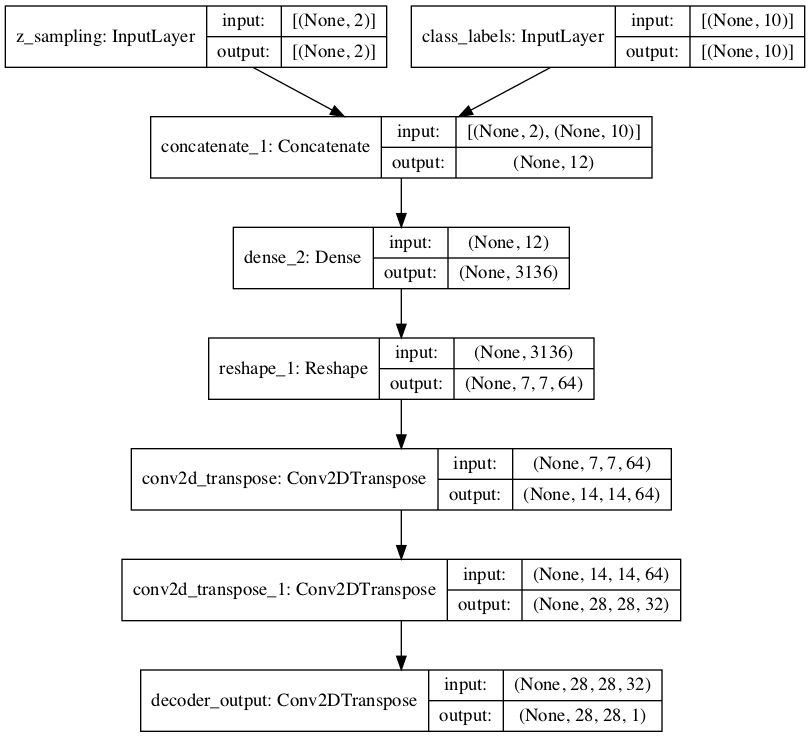 z_sampling: InputLayer
input:
[(None, 2)]
output:
[(None, 2)]
class_labels: InputLayer
input:
[(None, 10)]
output:
[(None, 10)]
concatenate_1: Concatenate
input:
[(None, 2), (None, 10)]
output:
(None, 12)
dense_2: Dense
input:
(None, 12)
output:
(None, 3136)
reshape_1: Reshape
input:
(None, 3136)
output:
(None, 7, 7, 64)
conv2d_transpose: Conv2DTranspose
input:
(None, 7, 7, 64)
output:
(None, 14, 14, 64)
conv2d_transpose_1: Conv2DTranspose
input:
(None, 14, 14, 64)
output:
(None, 28, 28, 32)
decoder_output: Conv2DTranspose
input:
(None, 28, 28, 32)
output:
(None, 28, 28, 1)